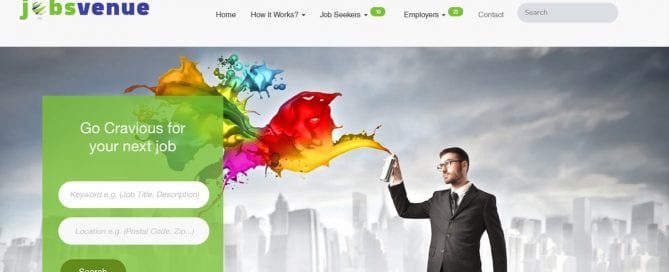 jobsvenue
Home How it Works? Job Seekers 10 Employers 25 Contact Search
Go Cravious for
your next job
Keyword e.g. (Job Title, Description)
Location e.g. (Postal Code, Zip...)
Search